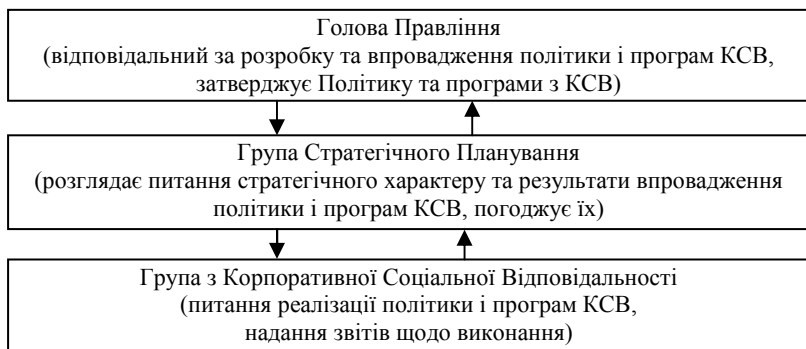 Голова Правління
(відповідальний за розробку та впровадження політики і програм КСВ,
затверджує Політику та програми з КСВ)
Група Стратегічного Планування
(розглядає питання стратегічного характеру та результати впровадження
політики і програм КСВ, погоджує їх)
Група з Корпоративної Соціальної Відповідальності
(питання реалізації політики і програм КСВ,
надання звітів щодо виконання)